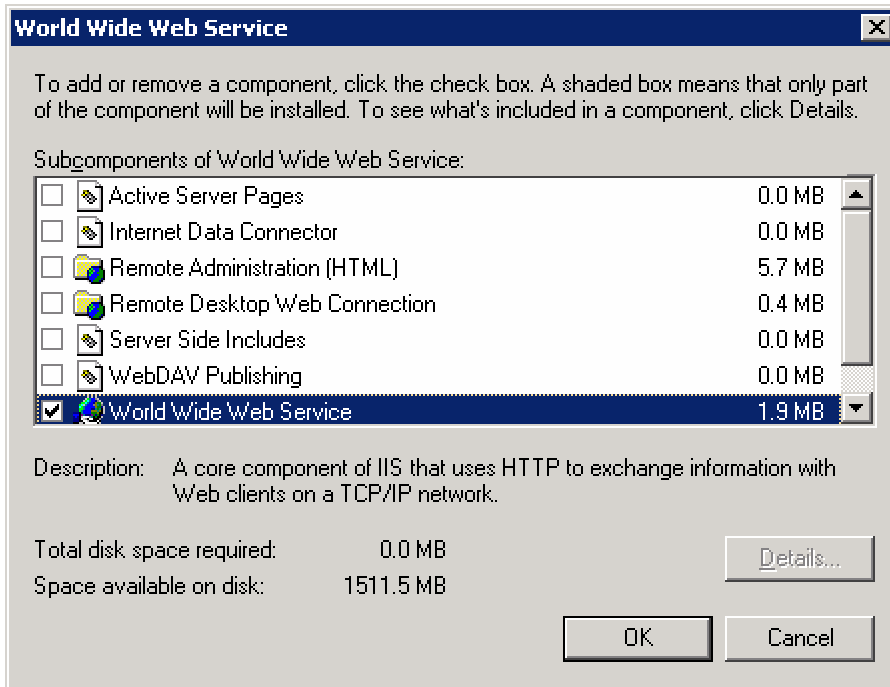 World Wide Web Service
To add or remove a component, click the check box. A shaded box means that only part
of the component will be installed. To see what's included in a component, click Details.
Subcomponents of World Wide Web Service:
Active Server Pages 0.0 MB
Internet Data Connector 0.0 MB
Remote Administration (HTML) 5.7 MB
Remote Desktop Web Connection 0.4 MB
Server Side Includes 0.0 MB
WebDAV Publishing 0.0 MB
World Wide Web Service 1.9 MB
Description: A core component of IIS that uses HTTP to exchange information with
Web clients on a TCP/IP network.
Total disk space required: 0.0 MB
Details...
Space available on disk: 1511.5 MB
OK Cancel